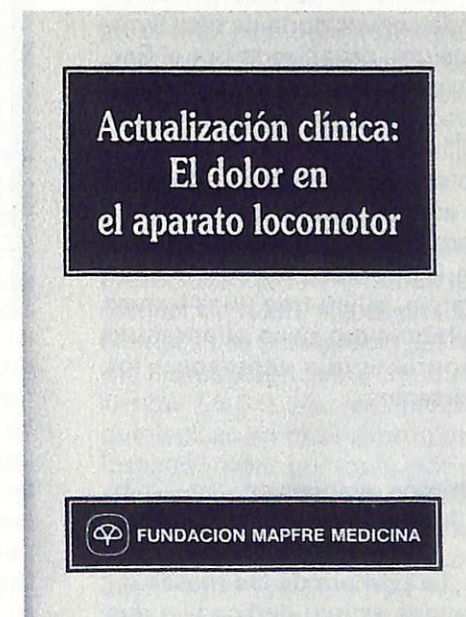 Actualización clínica:
El dolor en
el aparato locomotor
FUNDACION MAPFRE MEDICINA